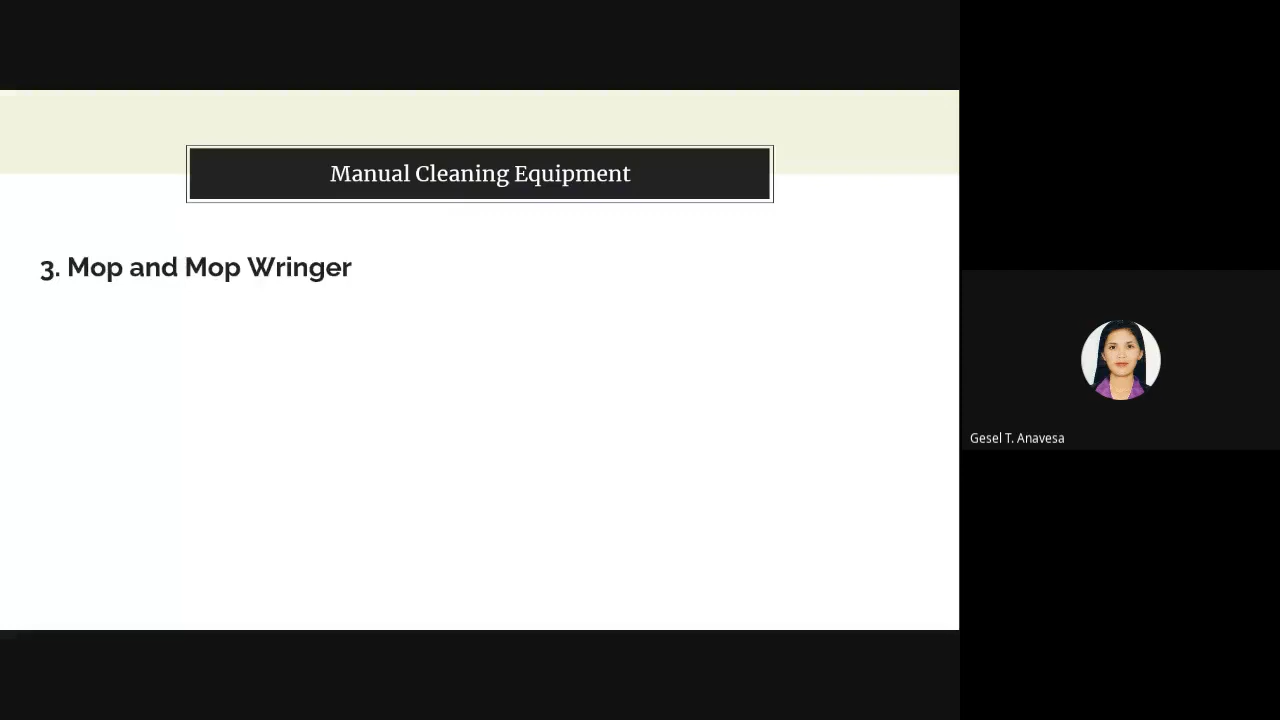 Manual Cleaning Equipment
3. Mop and Mop Wringer
Gesel T. Anavesa